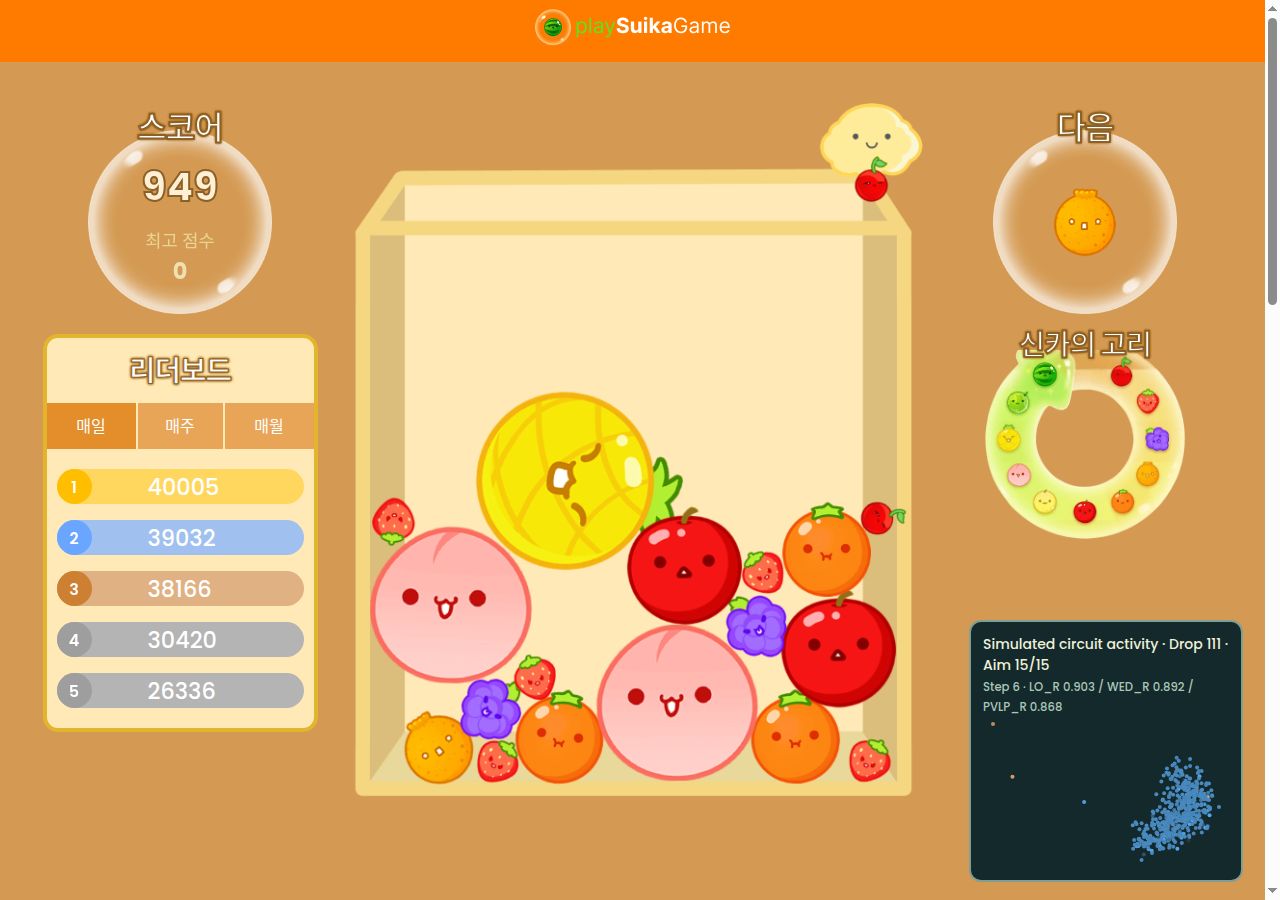 playSuikaGame
스코어
949
최고 점수
0
다음
리더보드
매일
매주
매월
1 40005
2 39032
3 38166
4 30420
5 26336
신카의 고리
Simulated circuit activity · Drop 111 ·
Aim 15/15
Step 6 · LO_R 0.903 / WED_R 0.892 /
PVLP_R 0.868